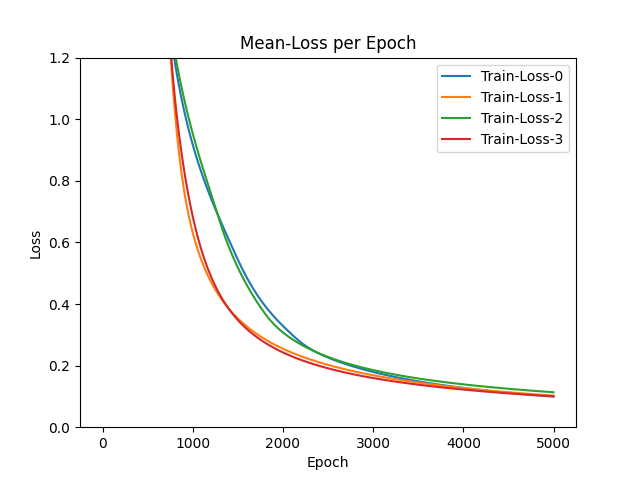 Mean-Loss per Epoch
Train-Loss-0
Train-Loss-1
Train-Loss-2
Train-Loss-3
1.2
1.0
0.8
0.6
0.4
0.2
0.0
Loss
0 1000 2000 3000 4000 5000
Epoch